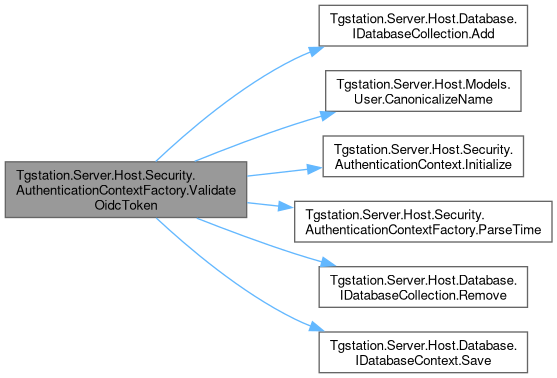 Tgstation.Server.Host.Security.
AuthenticationContextFactory.Validate
OidcToken
Tgstation.Server.Host.Database.
IDatabaseCollection.Add
Tgstation.Server.Host.Models.
User.CanonicalizeName
Tgstation.Server.Host.Security.
AuthenticationContext.Initialize
Tgstation.Server.Host.Security.
AuthenticationContextFactory.ParseTime
Tgstation.Server.Host.Database.
IDatabaseCollection.Remove
Tgstation.Server.Host.Database.
IDatabaseContext.Save